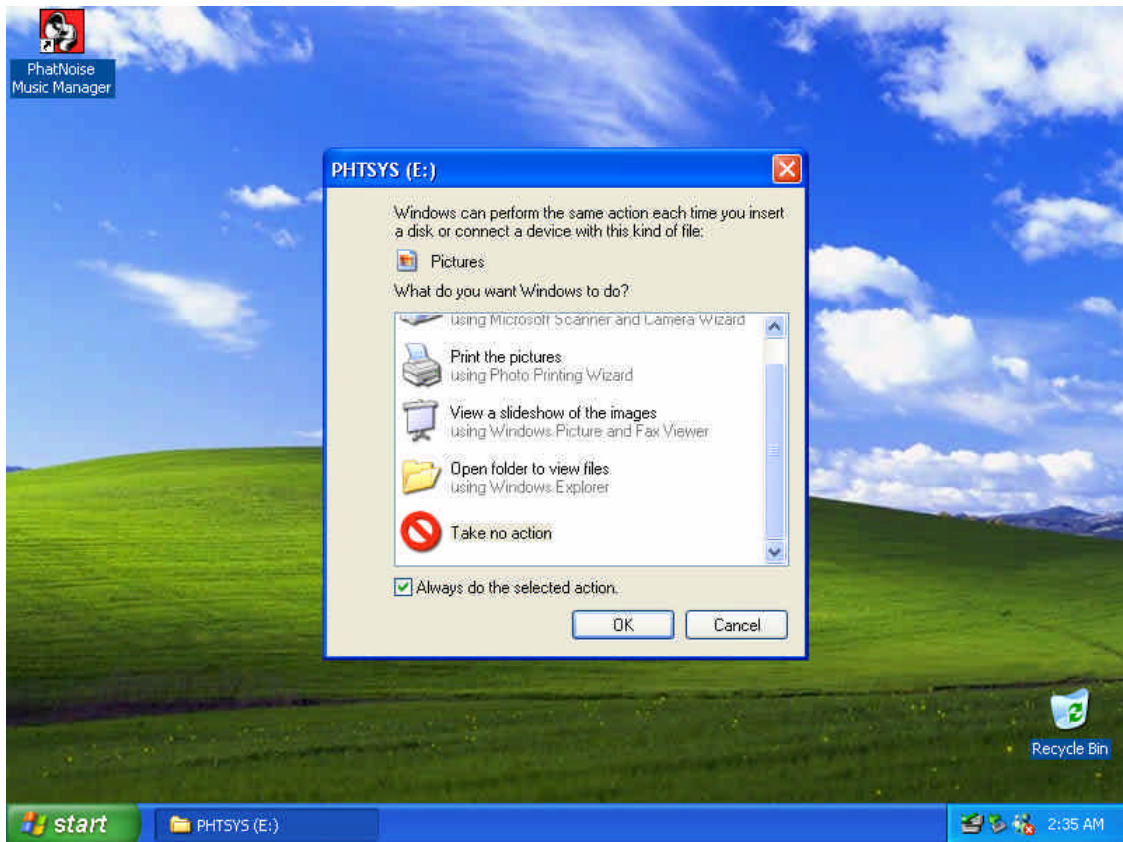 PhatNoise
Music Manager
PHTSYS (E:)
Windows can perform the same action each time you insert
a disk or connect a device with this kind of file:
Pictures
What do you want Windows to do?
using Microsoft Scanner and Camera Wizard
Print the pictures
using Photo Printing Wizard
View a slideshow of the images
using Windows Picture and Fax Viewer
Open folder to view files
using Windows Explorer
Take no action
Always do the selected action.
OK
Cancel
Recycle Bin
start
PHTSYS (E:)
2:35 AM